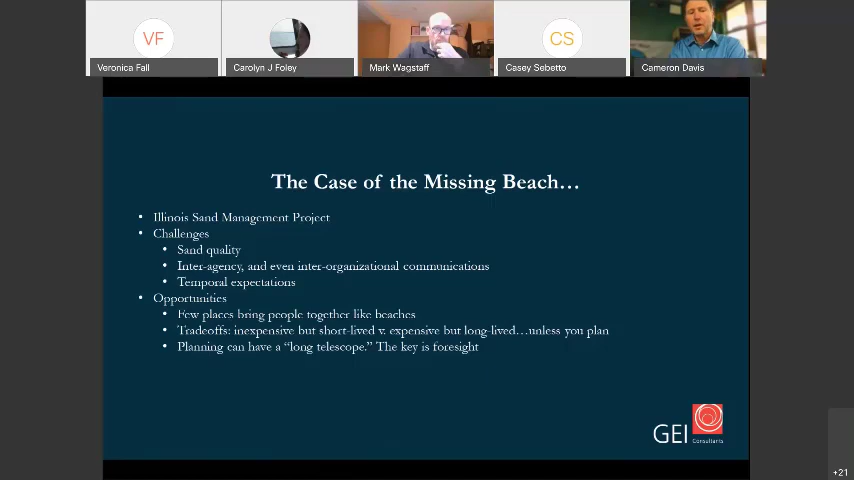 VF
CS
Veronica Fall
Carolyn J Foley
Mark Wagstaff
Casey Sebetto
Cameron Davis
The Case of the Missing Beach…
• Illinois Sand Management Project
• Challenges
• Sand quality
• Inter-agency, and even inter-organizational communications
• Temporal expectations
• Opportunities
• Few places bring people together like beaches
• Tradeoffs: inexpensive but short-lived v. expensive but long-lived…unless you plan
• Planning can have a “long telescope.” The key is foresight
GEI
Consultants
+21